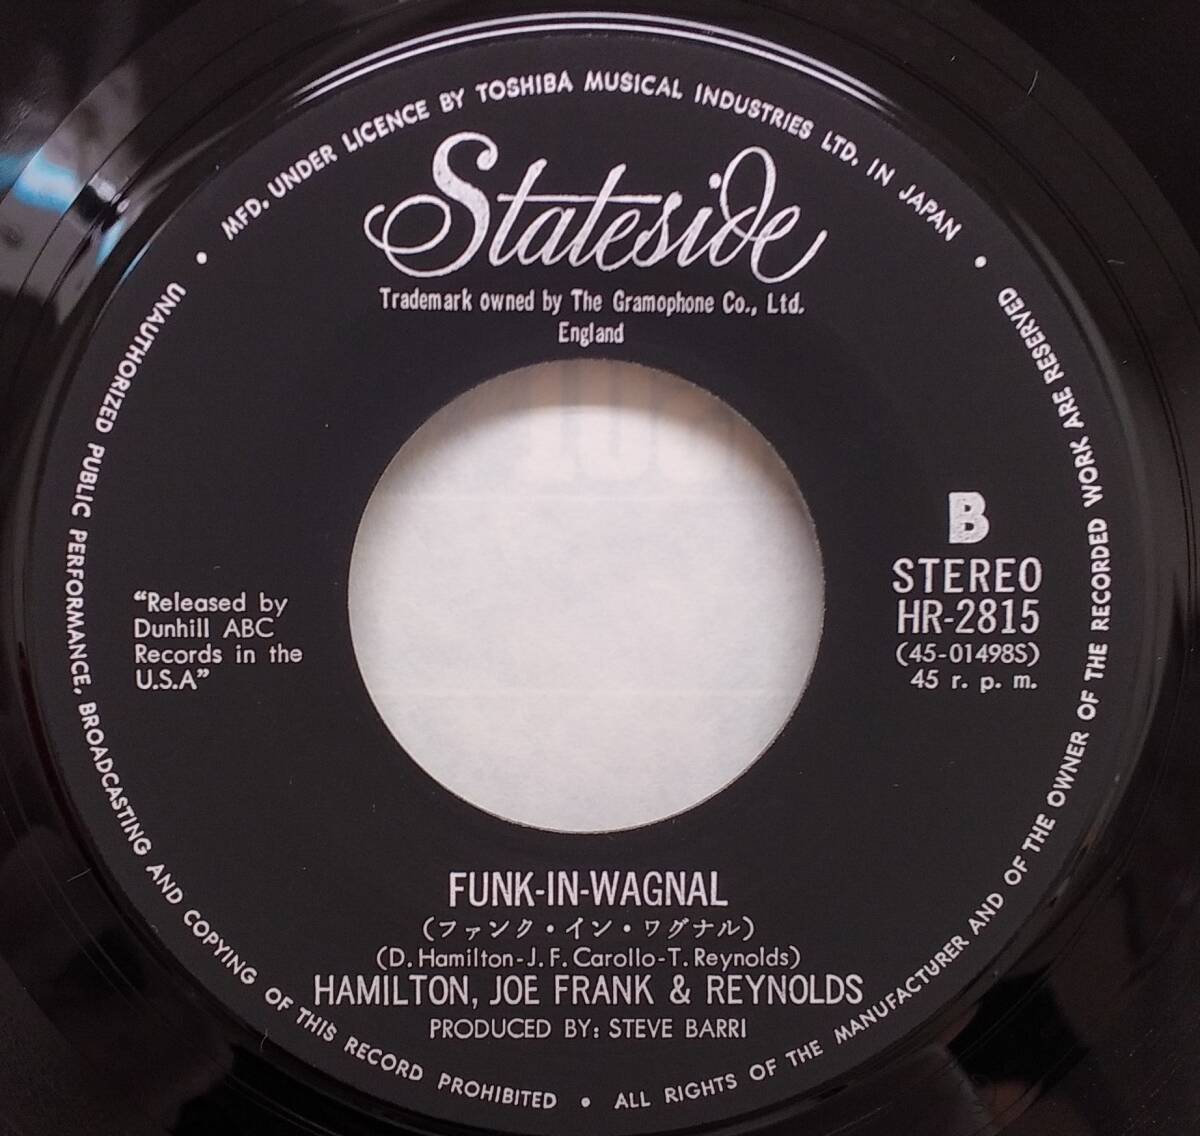 MFD. UNDER LICENCE BY TOSHIBA MUSICAL INDUSTRIES LTD. IN JAPAN •
Stateside
Trademark owned by The Gramophone Co., Ltd.
England
B
STEREO
HR-2815
(45-01498S)
45 r. p. m.
“Released by
Dunhill ABC
Records in the
U.S.A”
FUNK-IN-WAGNAL
(ファンク・イン・ワグナル)
(D. Hamilton-J. F. Carollo-T. Reynolds)
HAMILTON, JOE FRANK & REYNOLDS
PRODUCED BY: STEVE BARRI
ALL RIGHTS OF THE MANUFACTURER AND OF THE OWNER OF THE RECORDED WORK ARE RESERVED •
UNAUTHORIZED PUBLIC PERFORMANCE, BROADCASTING AND COPYING OF THIS RECORD PROHIBITED •